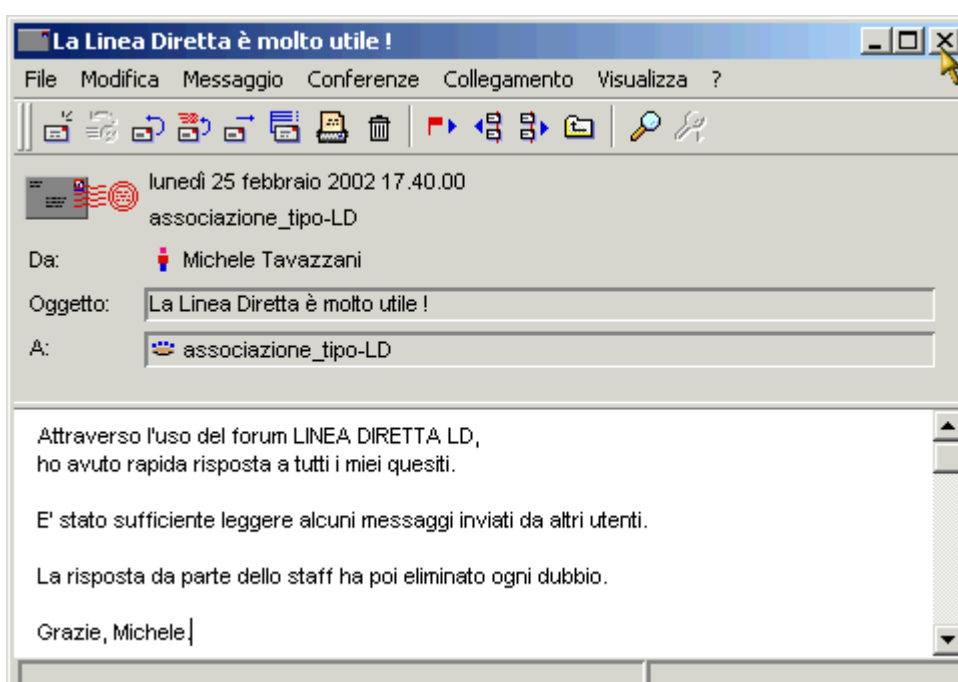 La Linea Diretta è molto utile !
File Modifica Messaggio Conferenze Collegamento Visualizza ?
lunedì 25 febbraio 2002 17.40.00
associazione_tipo-LD
Da: Michele Tavazzani
Oggetto: La Linea Diretta è molto utile !
A: associazione_tipo-LD
Attraverso l'uso del forum LINEA DIRETTA LD,
ho avuto rapida risposta a tutti i miei quesiti.
E' stato sufficiente leggere alcuni messaggi inviati da altri utenti.
La risposta da parte dello staff ha poi eliminato ogni dubbio.
Grazie, Michele.